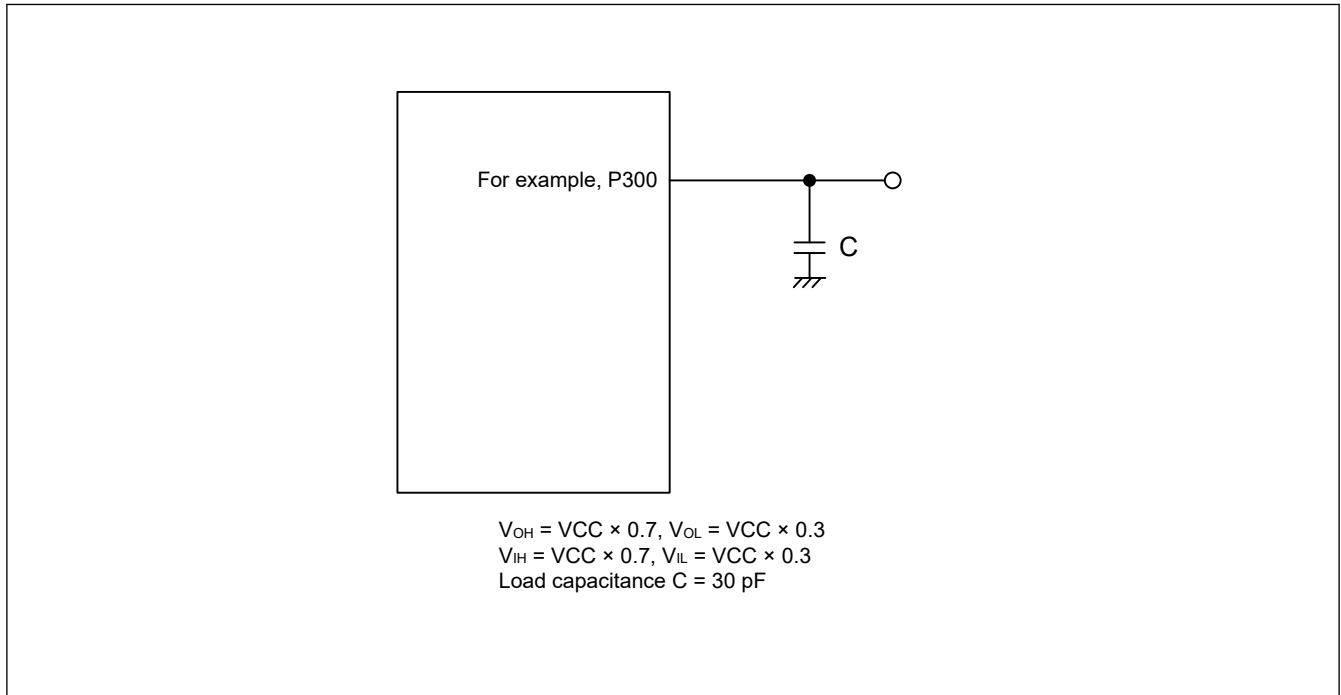 For example, P300
C
VOH = VCC × 0.7, VOL = VCC × 0.3
VIH = VCC × 0.7, VIL = VCC × 0.3
Load capacitance C = 30 pF